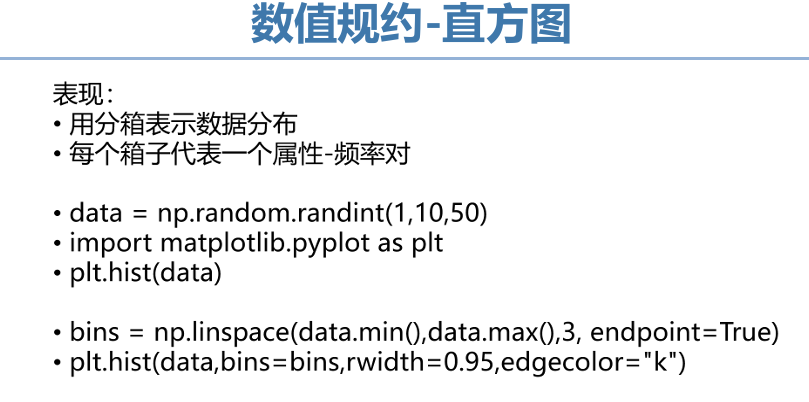 数值规约-直方图
表现：
• 用分箱表示数据分布
• 每个箱子代表一个属性-频率对
• data = np.random.randint(1,10,50)
• import matplotlib.pyplot as plt
• plt.hist(data)
• bins = np.linspace(data.min(),data.max(),3, endpoint=True)
• plt.hist(data,bins=bins,rwidth=0.95,edgecolor="k")